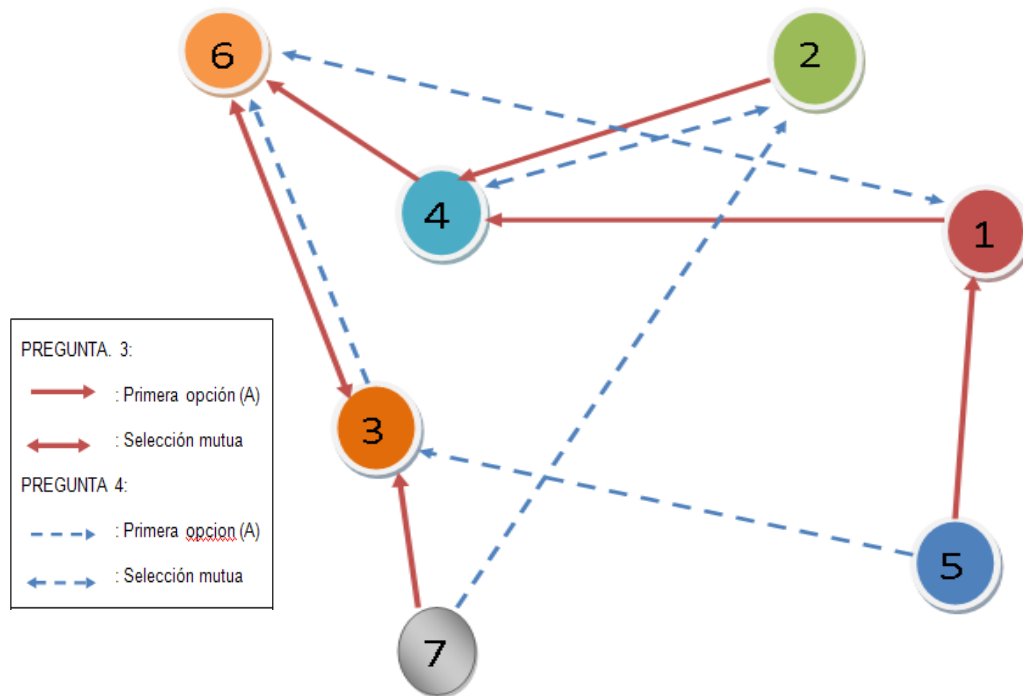 6
2
4
1
PREGUNTA. 3:
: Primera opción (A)
: Selección mutua
PREGUNTA 4:
: Primera opcion (A)
: Selección mutua
3
5
7